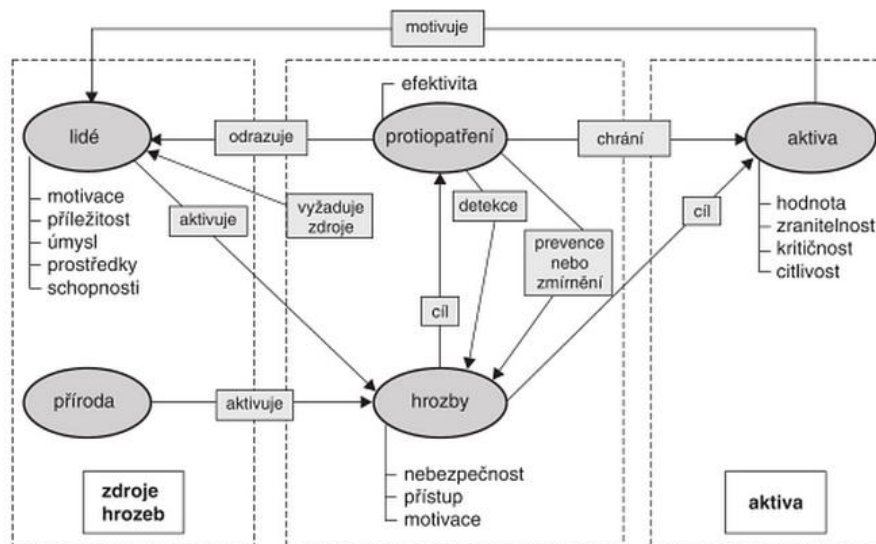 motivuje
efektivita
lidé
odrazuje
protiopatření
chrání
aktiva
motivace
příležitost
úmysl
prostředky
schopnosti
aktivuje
vyžaduje
zdroje
detekce
prevence
nebo
zmírnění
cíl
hodnota
zranitelnost
kritičnost
citlivost
cíl
příroda
aktivuje
hrozby
nebezpečnost
přístup
motivace
zdroje
hrozeb
aktiva